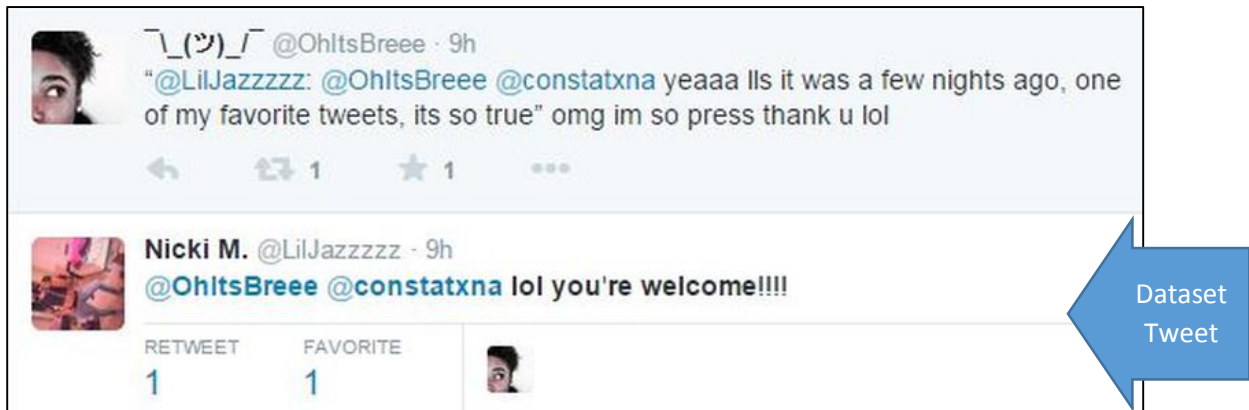 ¯\_(ツ)_/¯ @OhItsBreee · 9h
“@LilJazzzzz: @OhItsBreee @constatxna yeaaa lls it was a few nights ago, one
of my favorite tweets, its so true” omg im so press thank u lol
1 1
Nicki M. @LilJazzzzz · 9h
@OhItsBreee @constatxna lol you're welcome!!!!
RETWEET FAVORITE
1 1
Dataset
Tweet